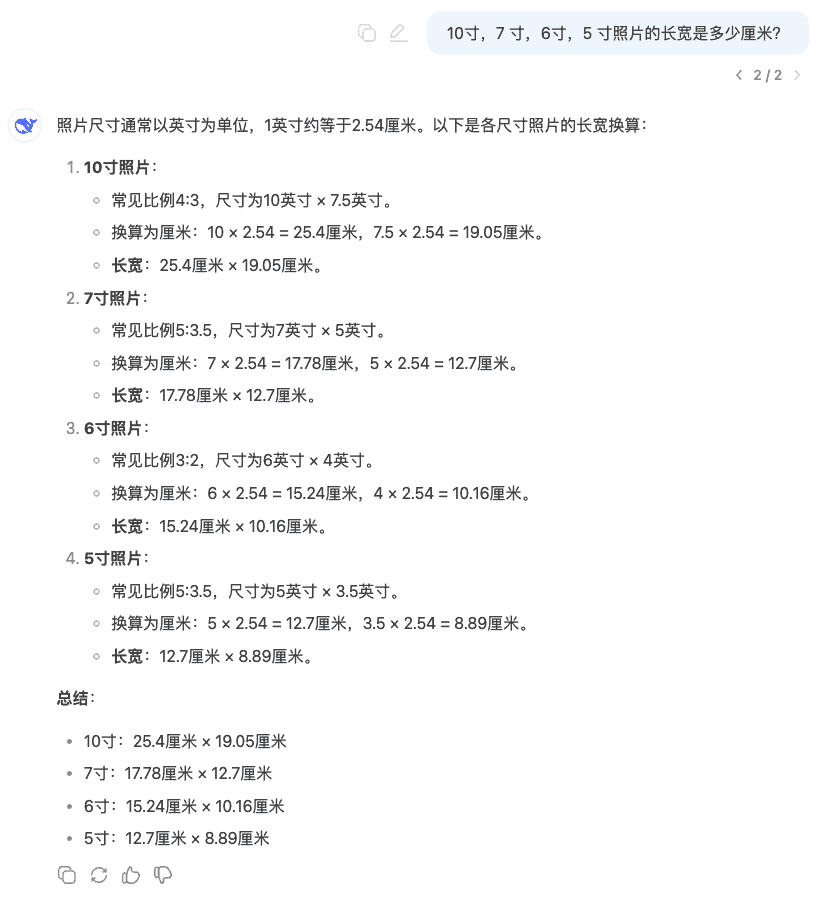 10寸，7 寸，6寸，5 寸照片的长宽是多少厘米？
2 / 2
照片尺寸通常以英寸为单位，1英寸约等于2.54厘米。以下是各尺寸照片的长宽换算：
1. 10寸照片：
常见比例4:3，尺寸为10英寸 × 7.5英寸。
换算为厘米：10 × 2.54 = 25.4厘米，7.5 × 2.54 = 19.05厘米。
长宽：25.4厘米 × 19.05厘米。
2. 7寸照片：
常见比例5:3.5，尺寸为7英寸 × 5英寸。
换算为厘米：7 × 2.54 = 17.78厘米，5 × 2.54 = 12.7厘米。
长宽：17.78厘米 × 12.7厘米。
3. 6寸照片：
常见比例3:2，尺寸为6英寸 × 4英寸。
换算为厘米：6 × 2.54 = 15.24厘米，4 × 2.54 = 10.16厘米。
长宽：15.24厘米 × 10.16厘米。
4. 5寸照片：
常见比例5:3.5，尺寸为5英寸 × 3.5英寸。
换算为厘米：5 × 2.54 = 12.7厘米，3.5 × 2.54 = 8.89厘米。
长宽：12.7厘米 × 8.89厘米。
总结：
10寸：25.4厘米 × 19.05厘米
7寸：17.78厘米 × 12.7厘米
6寸：15.24厘米 × 10.16厘米
5寸：12.7厘米 × 8.89厘米